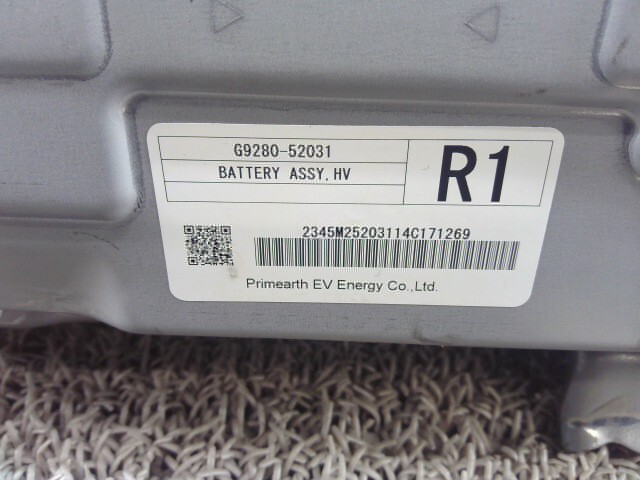 G9280-52031
BATTERY ASSY, HV
R1
2345M25203114C171269
Primearth EV Energy Co.,Ltd.